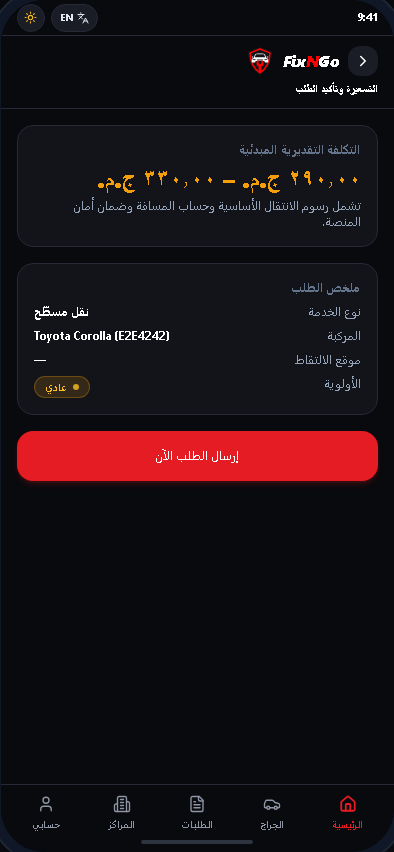 9:41
EN
FixNGo
التسعيرة وتأكيد الطلب
التكلفة التقديرية المبدئية
٢٩٠٫٠٠ ج.م.‏ – ٣٣٠٫٠٠ ج.م.‏
تشمل رسوم الانتقال الأساسية وحساب المسافة وضمان أمان
المنصة.
ملخص الطلب
نوع الخدمة نقل مسطّح
المركبة Toyota Corolla (E2E4242)
موقع الالتقاط —
الأولوية عادي
إرسال الطلب الآن
الرئيسية الجراج الطلبات المراكز حسابي